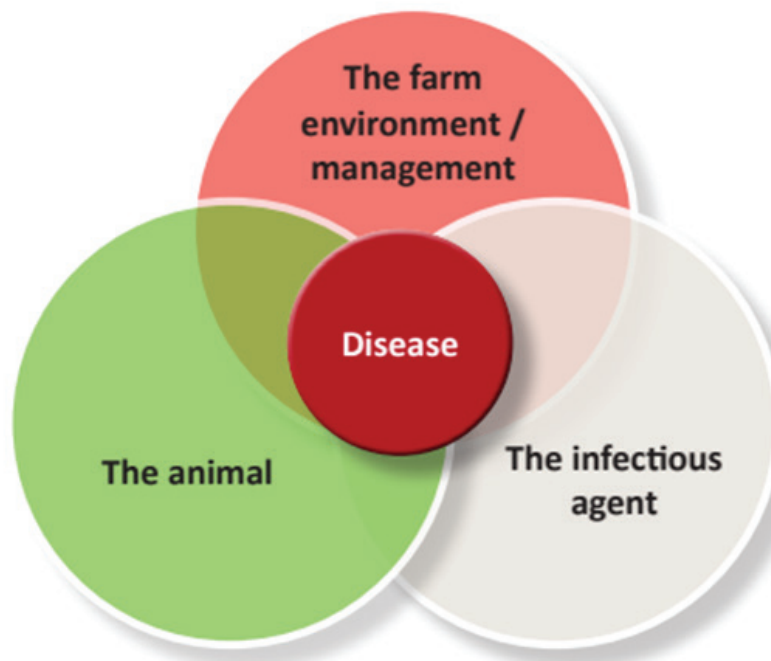 The farm
environment /
management
Disease
The animal
The infectious
agent